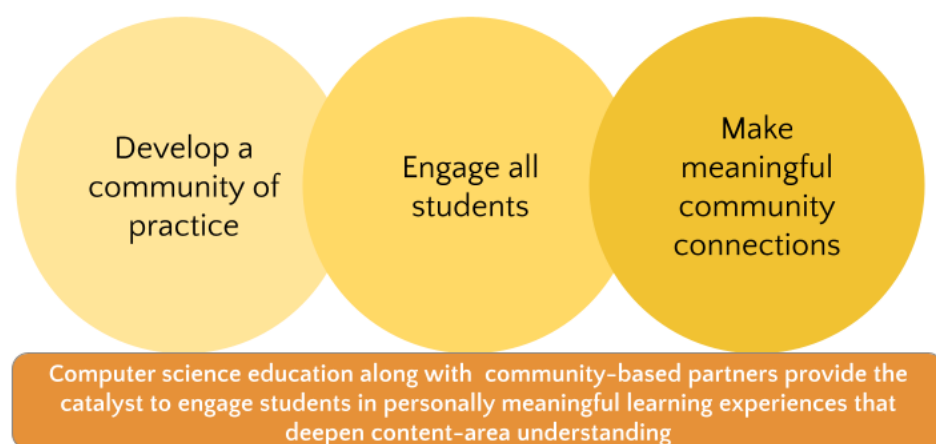 Develop a
community of
practice
Engage all
students
Make
meaningful
community
connections
Computer science education along with  community-based partners provide the
catalyst to engage students in personally meaningful learning experiences that
deepen content-area understanding